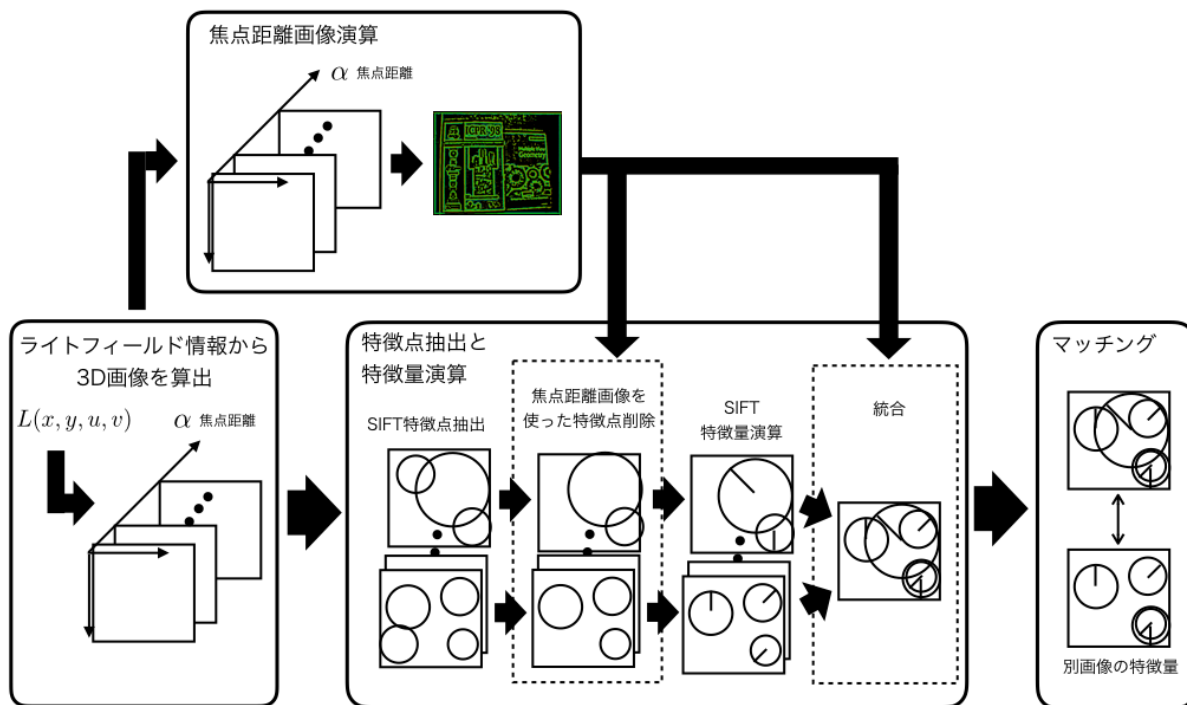 焦点距離画像演算
α 焦点距離
ICPR '98
Multiple View
Geometry
ライトフィールド情報から
3D画像を算出
L(x, y, u, v)
α 焦点距離
特徴点抽出と
特徴量演算
SIFT特徴点抽出
焦点距離画像を
使った特徴点削除
SIFT
特徴量演算
統合
マッチング
別画像の特徴量